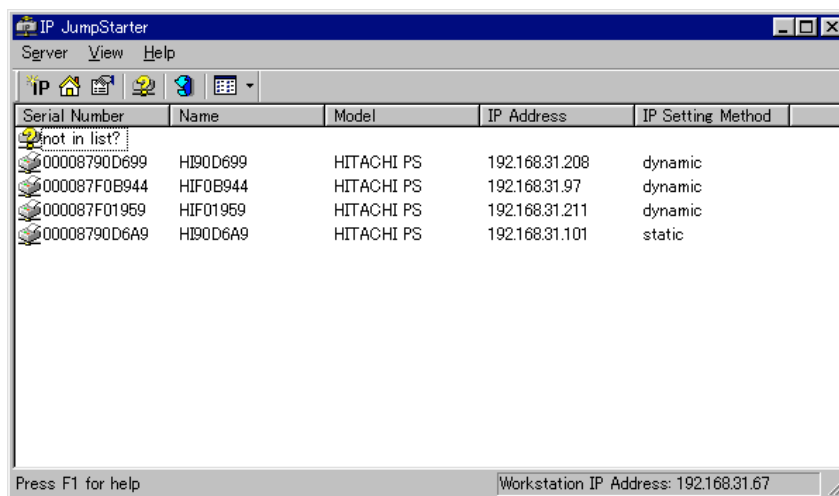 IP JumpStarter
Server View Help
IP
Serial Number Name Model IP Address IP Setting Method
not in list?
00008790D699 HI90D699 HITACHI PS 192.168.31.208 dynamic
000087F0B944 HIF0B944 HITACHI PS 192.168.31.97 dynamic
000087F01959 HIF01959 HITACHI PS 192.168.31.211 dynamic
00008790D6A9 HI90D6A9 HITACHI PS 192.168.31.101 static
Press F1 for help Workstation IP Address: 192.168.31.67